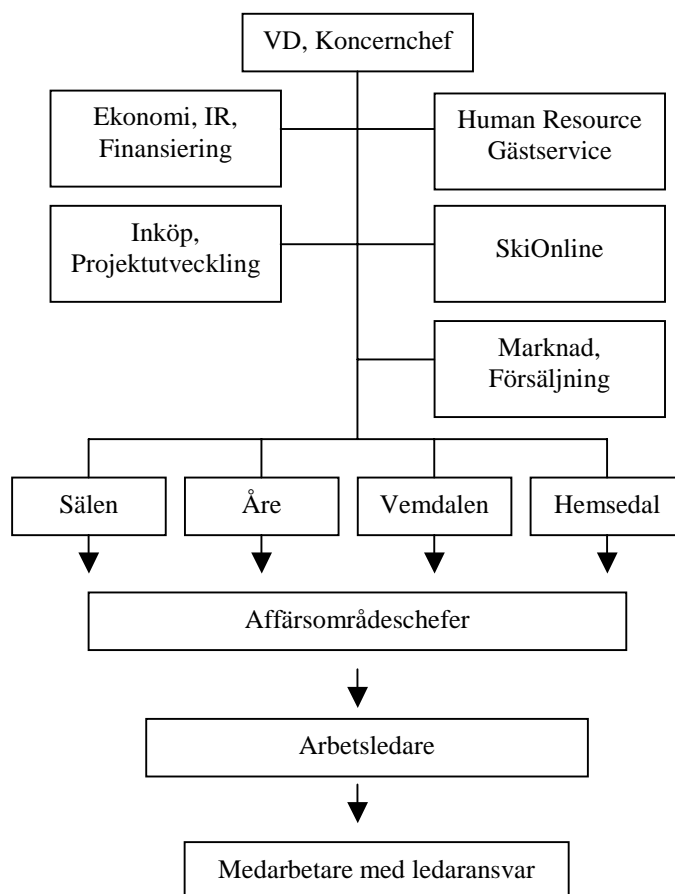 VD, Koncernchef
Ekonomi, IR,
Finansiering
Human Resource
Gästservice
Inköp,
Projektutveckling
SkiOnline
Marknad,
Försäljning
Sälen
Åre
Vemdalen
Hemsedal
Affärsområdeschefer
Arbetsledare
Medarbetare med ledaransvar